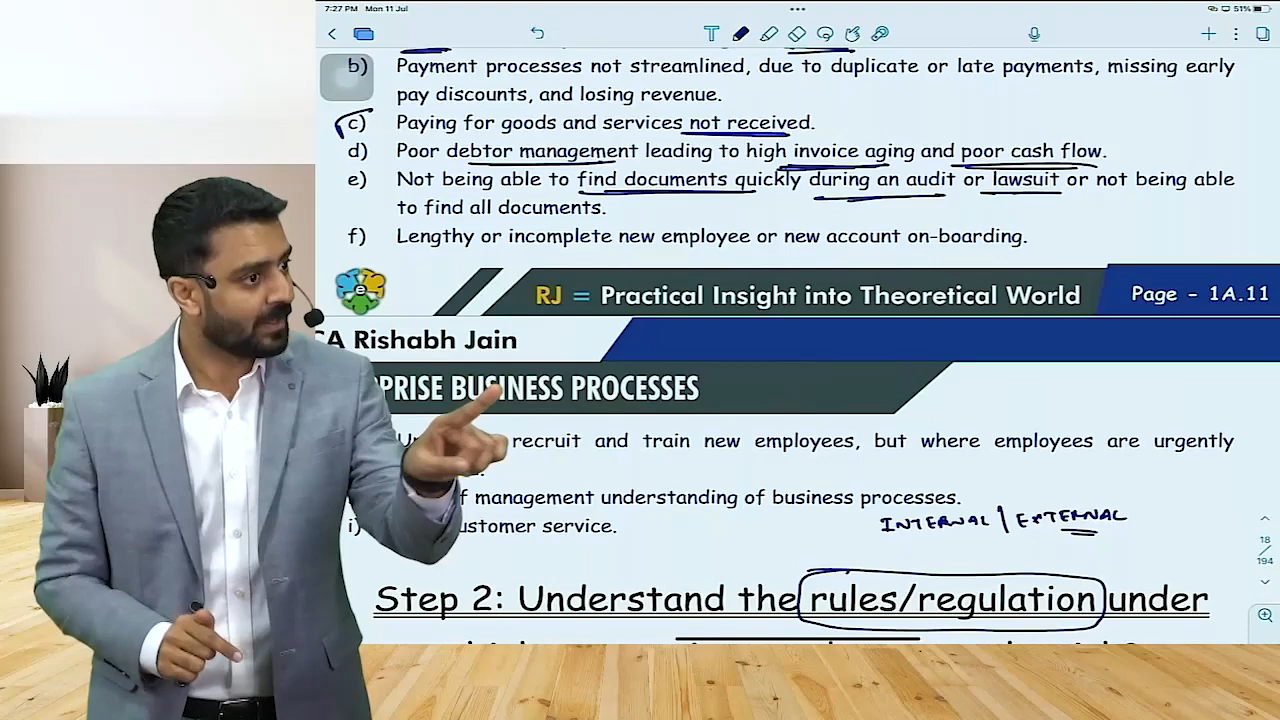 7:27 PM Mon 11 Jul
51%
b) Payment processes not streamlined, due to duplicate or late payments, missing early
pay discounts, and losing revenue.
c) Paying for goods and services not received.
d) Poor debtor management leading to high invoice aging and poor cash flow.
e) Not being able to find documents quickly during an audit or lawsuit or not being able
to find all documents.
f) Lengthy or incomplete new employee or new account on-boarding.
RJ = Practical Insight into Theoretical World
Page - 1A.11
CA Rishabh Jain
PRISE BUSINESS PROCESSES
recruit and train new employees, but where employees are urgently
f management understanding of business processes.
i) ustomer service.
INTERNAL / EXTERNAL
18
/
194
Step 2: Understand the rules/regulation under